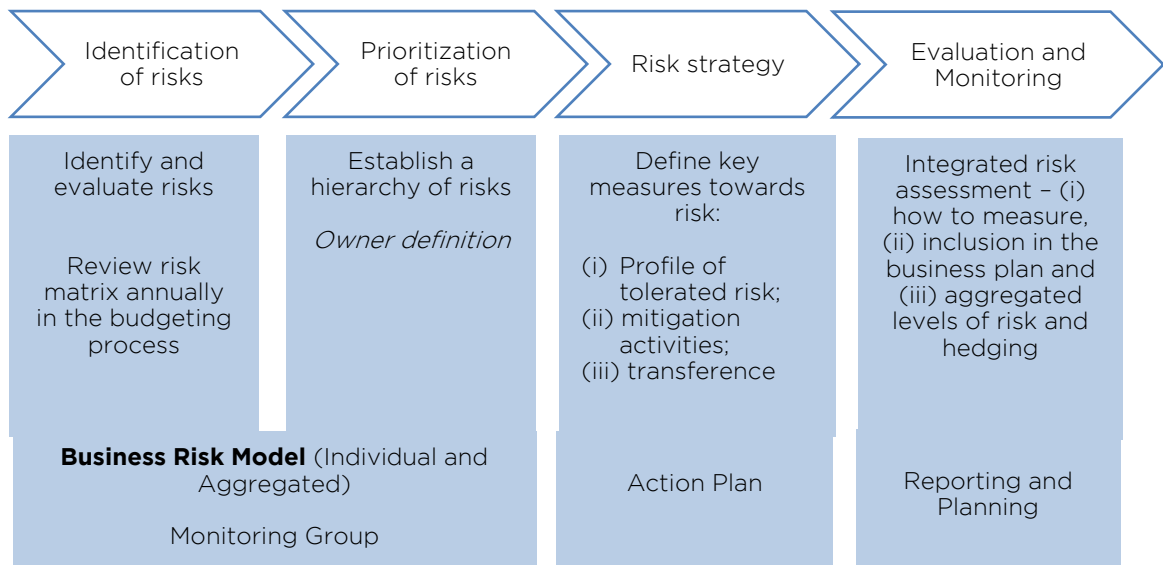 Identification
of risks
Prioritization
of risks
Risk strategy
Evaluation and
Monitoring
Identify and
evaluate risks
Review risk
matrix annually
in the budgeting
process
Establish a
hierarchy of risks
Owner definition
Define key
measures towards
risk:
(i) Profile of
tolerated risk;
(ii) mitigation
activities;
(iii) transference
Integrated risk
assessment – (i)
how to measure,
(ii) inclusion in the
business plan and
(iii) aggregated
levels of risk and
hedging
Business Risk Model (Individual and
Aggregated)
Monitoring Group
Action Plan
Reporting and
Planning